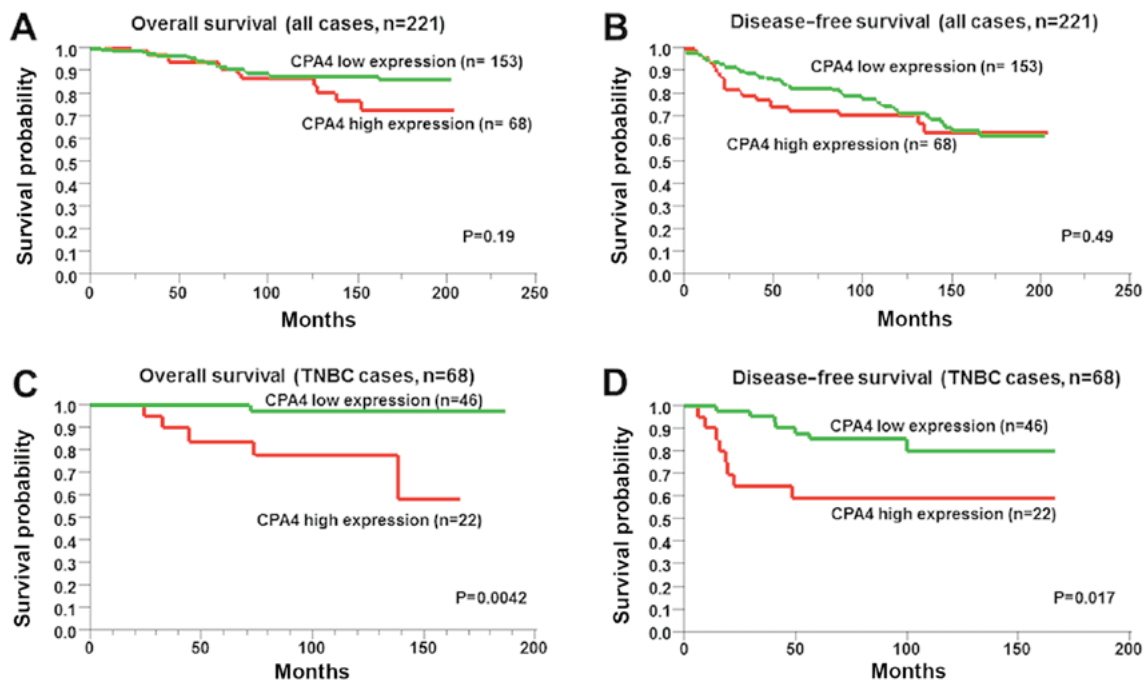 A
Overall survival (all cases, n=221)
Survival probability
1.0
0.9
0.8
0.7
0.6
0.5
0.4
0.3
0.2
0.1
0.0
CPA4 low expression (n= 153)
CPA4 high expression (n= 68)
P=0.19
0 50 100 150 200 250
Months
B
Disease-free survival (all cases, n=221)
Survival probability
1.0
0.9
0.8
0.7
0.6
0.5
0.4
0.3
0.2
0.1
0.0
CPA4 low expression (n= 153)
CPA4 high expression (n= 68)
P=0.49
0 50 100 150 200 250
Months
C
Overall survival (TNBC cases, n=68)
Survival probability
1.0
0.9
0.8
0.7
0.6
0.5
0.4
0.3
0.2
0.1
0.0
CPA4 low expression (n=46)
CPA4 high expression (n=22)
P=0.0042
0 50 100 150 200
Months
D
Disease-free survival (TNBC cases, n=68)
Survival probability
1.0
0.9
0.8
0.7
0.6
0.5
0.4
0.3
0.2
0.1
0.0
CPA4 low expression (n=46)
CPA4 high expression (n=22)
P=0.017
0 50 100 150 200
Months